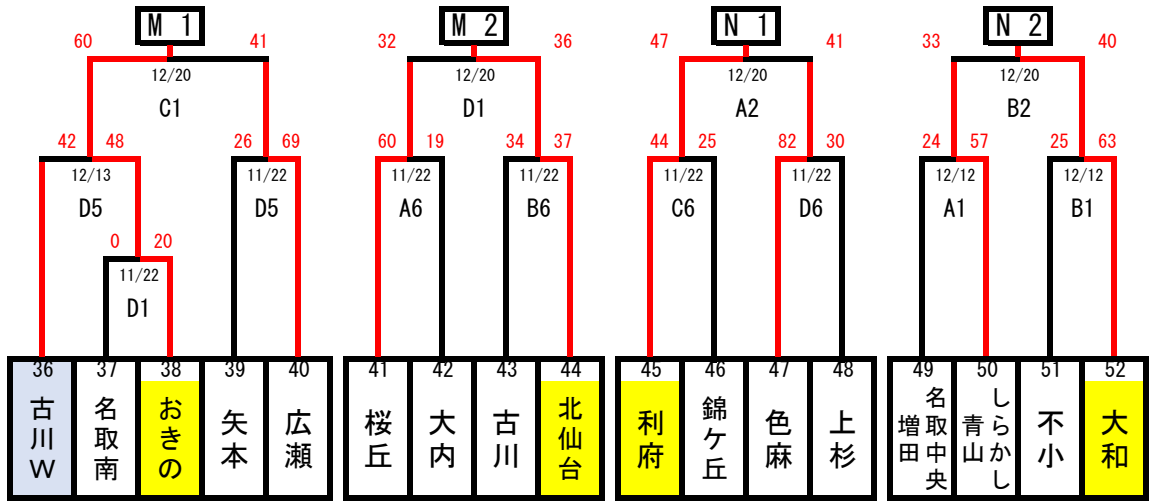 M 1
M 2
N 1
N 2
60 41
32 36
47 41
33 40
12/20
12/20
12/20
12/20
C1
D1
A2
B2
42 48
26 69
60 19
34 37
44 25
82 30
24 57
25 63
12/13
11/22
11/22
11/22
11/22
11/22
12/12
12/12
D5
D5
A6
B6
C6
D6
A1
B1
0 20
11/22
D1
36
37
38
39
40
41
42
43
44
45
46
47
48
49
50
51
52
古川W
名取南
おきの
矢本
広瀬
桜丘
大内
古川
北仙台
利府
錦ケ丘
色麻
上杉
名取中央
増田
しらかし
青山
不小
大和